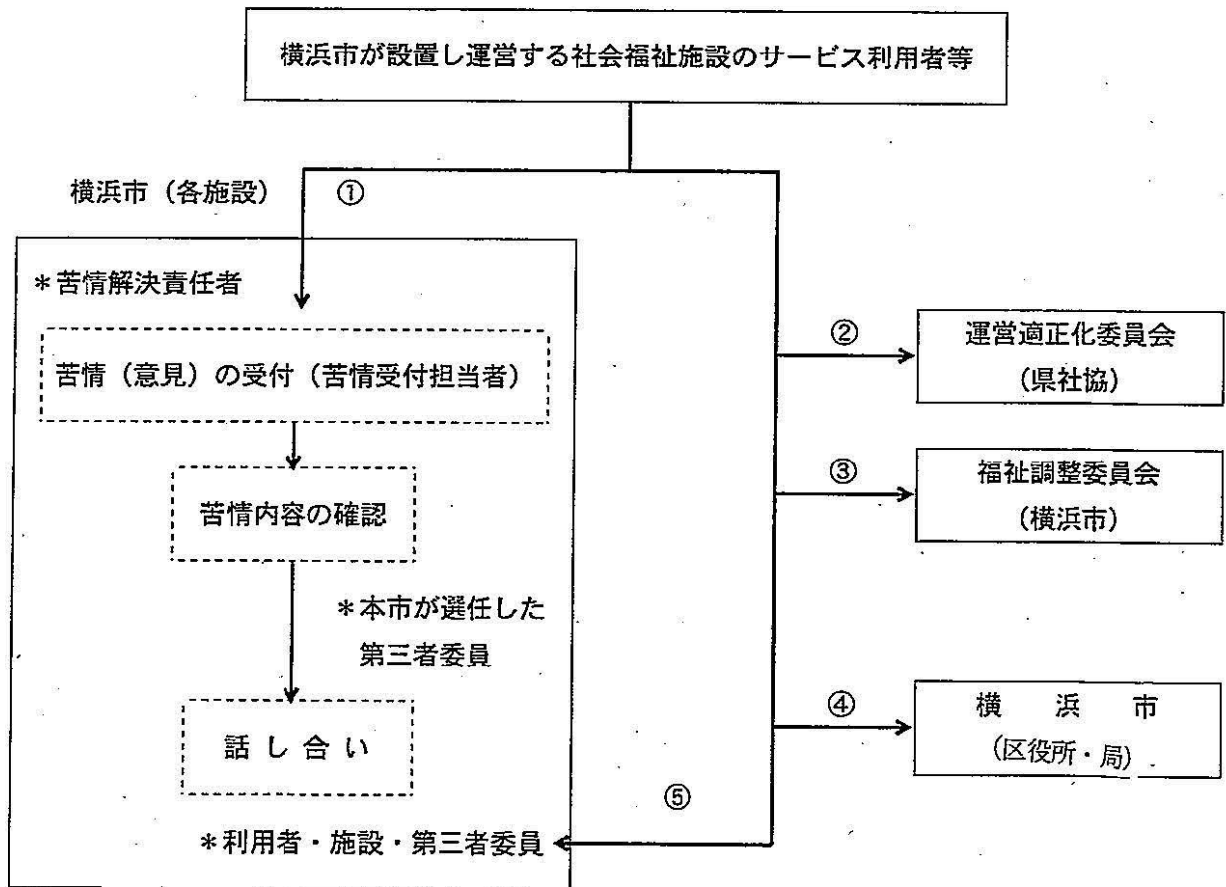 横浜市が設置し運営する社会福祉施設のサービス利用者等
横浜市（各施設）
①
＊苦情解決責任者
苦情（意見）の受付（苦情受付担当者）
苦情内容の確認
＊本市が選任した
第三者委員
話し合い
＊利用者・施設・第三者委員
②
運営適正化委員会
（県社協）
③
福祉調整委員会
（横浜市）
④
横浜市
（区役所・局）
⑤